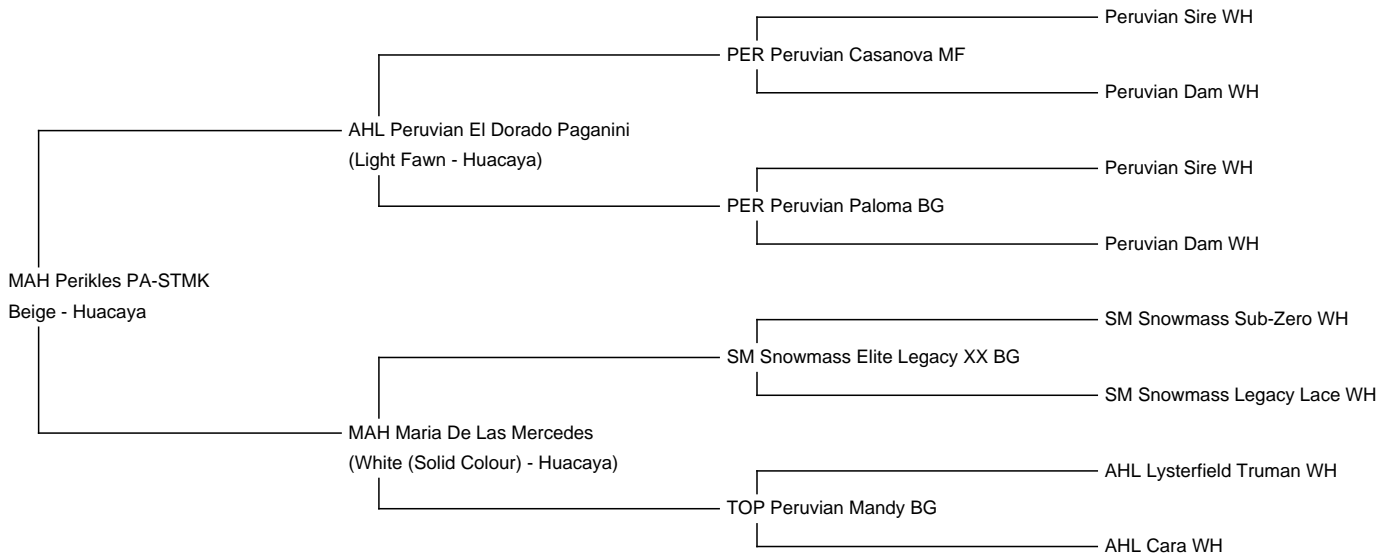 Peruvian Sire WH
PER Peruvian Casanova MF
Peruvian Dam WH
AHL Peruvian El Dorado Paganini
(Light Fawn - Huacaya)
Peruvian Sire WH
PER Peruvian Paloma BG
Peruvian Dam WH
MAH Perikles PA-STMK
Beige - Huacaya
SM Snowmass Sub-Zero WH
SM Snowmass Elite Legacy XX BG
SM Snowmass Legacy Lace WH
MAH Maria De Las Mercedes
(White (Solid Colour) - Huacaya)
AHL Lysterfield Truman WH
TOP Peruvian Mandy BG
AHL Cara WH